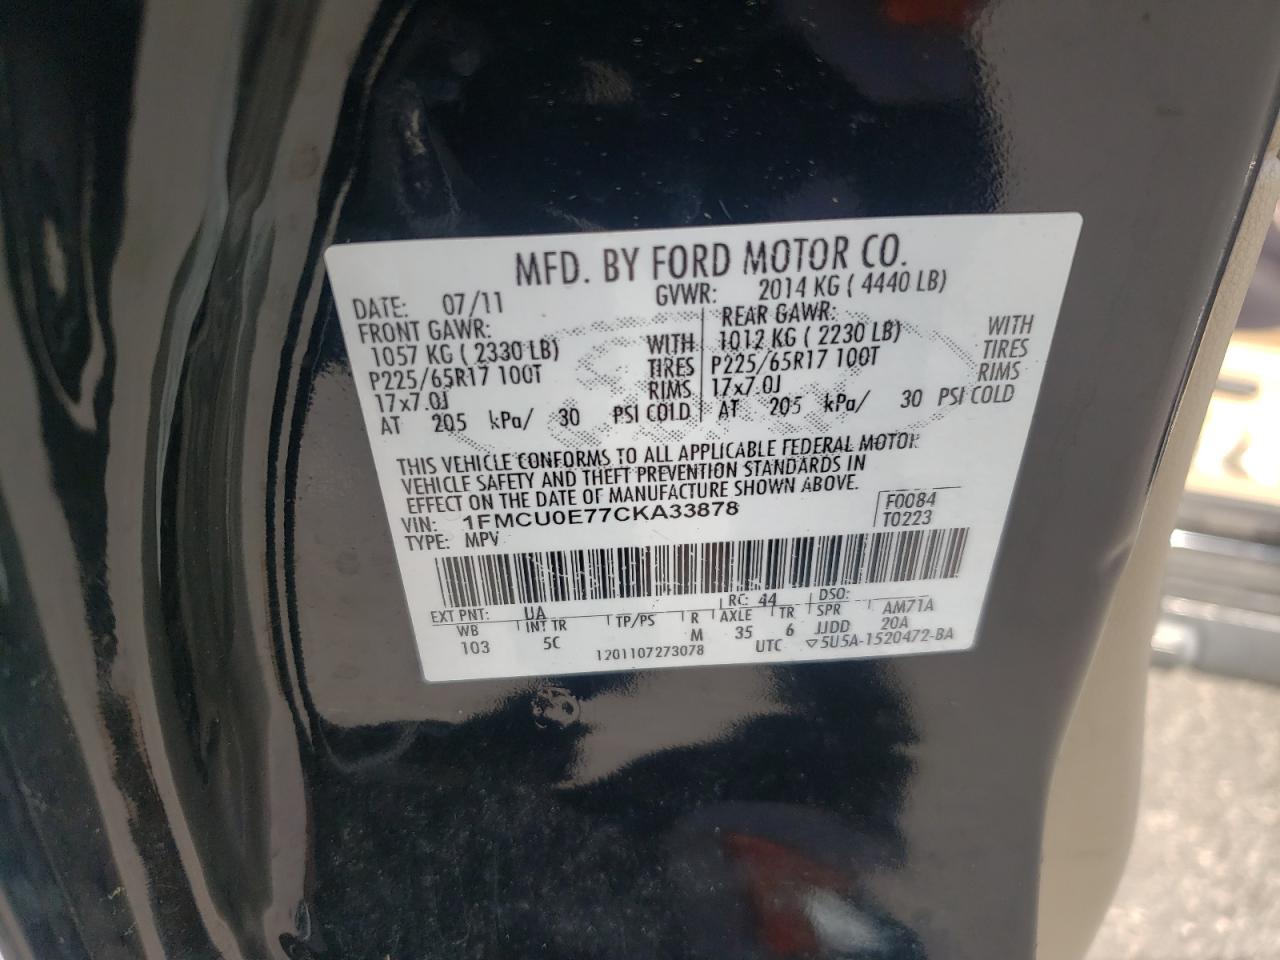 MFD. BY FORD MOTOR CO.
DATE: 07/11 GVWR: 2014 KG ( 4440 LB)
FRONT GAWR: REAR GAWR:
1057 KG ( 2330 LB) WITH 1012 KG ( 2230 LB) WITH
P225/65R17 100T TIRES P225/65R17 100T TIRES
17x7.0J RIMS 17x7.0J RIMS
AT 205 kPa/ 30 PSI COLD AT 205 kPa/ 30 PSI COLD
THIS VEHICLE CONFORMS TO ALL APPLICABLE FEDERAL MOTOR
VEHICLE SAFETY AND THEFT PREVENTION STANDARDS IN
EFFECT ON THE DATE OF MANUFACTURE SHOWN ABOVE.
VIN: 1FMCU0E77CKA33878 F0084
TYPE: MPV T0223
EXT PNT: UA RC: 44 DSO:
WB INT TR TP/PS R AXLE TR SPR AM71A
103 5C M 35 6 JJDD 20A
1201107273078 UTC ▽5U5A-1520472-BA